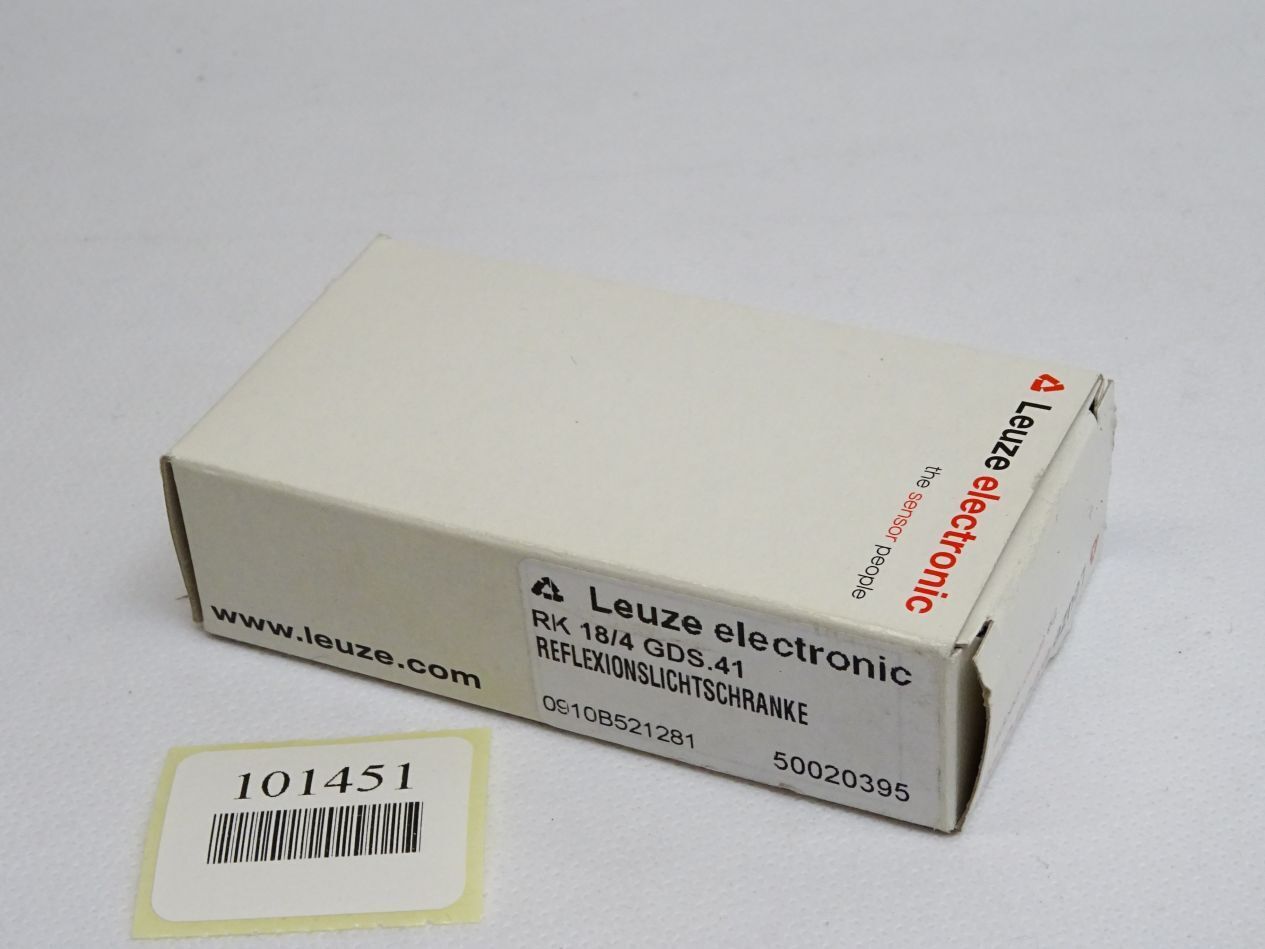 Leuze electronic
the sensor people
www.leuze.com
Leuze electronic
RK 18/4 GDS.41
REFLEXIONSLICHTSCHRANKE
0910B521281
50020395
101451